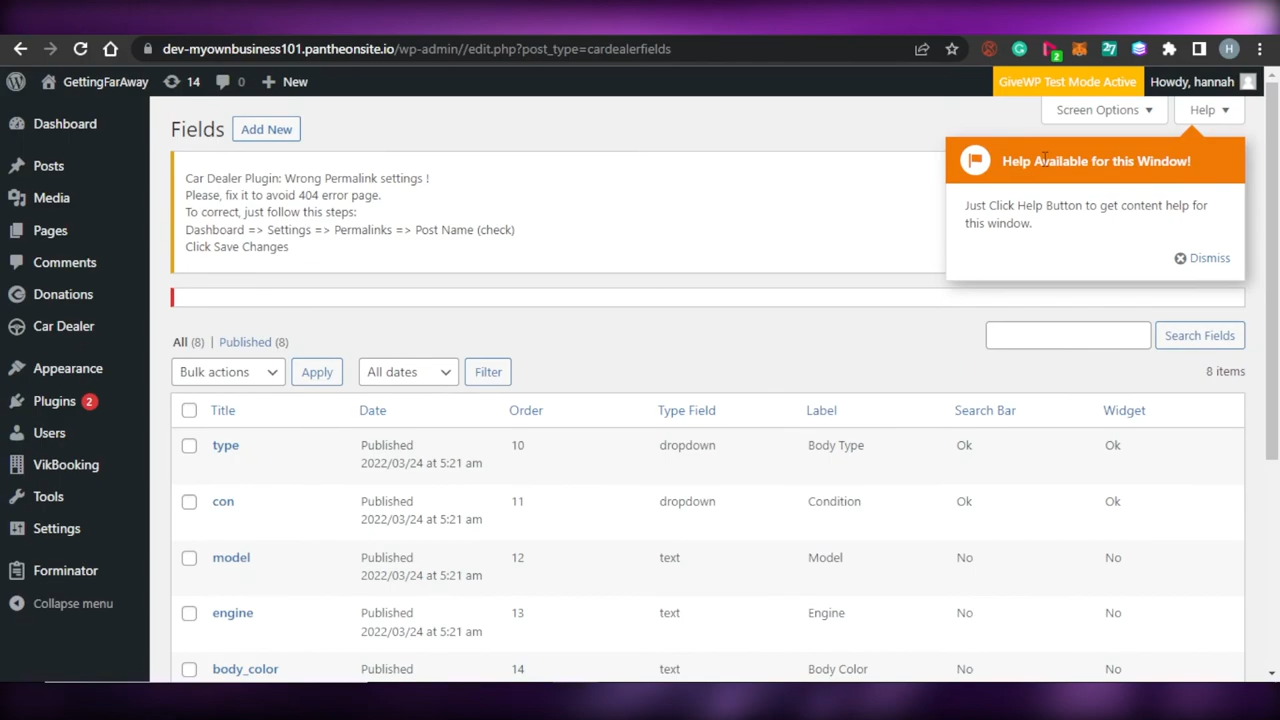 dev-myownbusiness101.pantheonsite.io/wp-admin//edit.php?post_type=cardealerfields
2
27
H
GettingFarAway
14
0
New
GiveWP Test Mode Active
Howdy, hannah
Screen Options
Help
Dashboard
Posts
Media
Pages
Comments
Donations
Car Dealer
Appearance
Plugins 2
Users
VikBooking
Tools
Settings
Forminator
Collapse menu
Fields
Add New
Car Dealer Plugin: Wrong Permalink settings !
Please, fix it to avoid 404 error page.
To correct, just follow this steps:
Dashboard => Settings => Permalinks => Post Name (check)
Click Save Changes
Help Available for this Window!
Just Click Help Button to get content help for
this window.
Dismiss
All (8) | Published (8)
Search Fields
Bulk actions
Apply
All dates
Filter
8 items
Title Date Order Type Field Label Search Bar Widget
type Published 10 dropdown Body Type Ok Ok
2022/03/24 at 5:21 am
con Published 11 dropdown Condition Ok Ok
2022/03/24 at 5:21 am
model Published 12 text Model No No
2022/03/24 at 5:21 am
engine Published 13 text Engine No No
2022/03/24 at 5:21 am
body_color Published 14 text Body Color No No